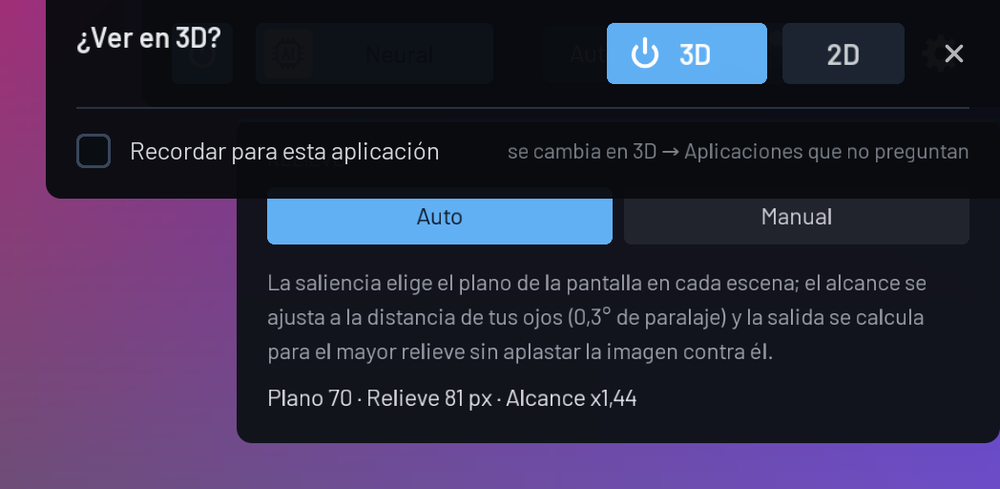 ¿Ver en 3D?
Neural
Aut
3D
2D
Recordar para esta aplicación
se cambia en 3D → Aplicaciones que no preguntan
Auto
Manual
La saliencia elige el plano de la pantalla en cada escena; el alcance se
ajusta a la distancia de tus ojos (0,3° de paralaje) y la salida se calcula
para el mayor relieve sin aplastar la imagen contra él.
Plano 70 · Relieve 81 px · Alcance x1,44